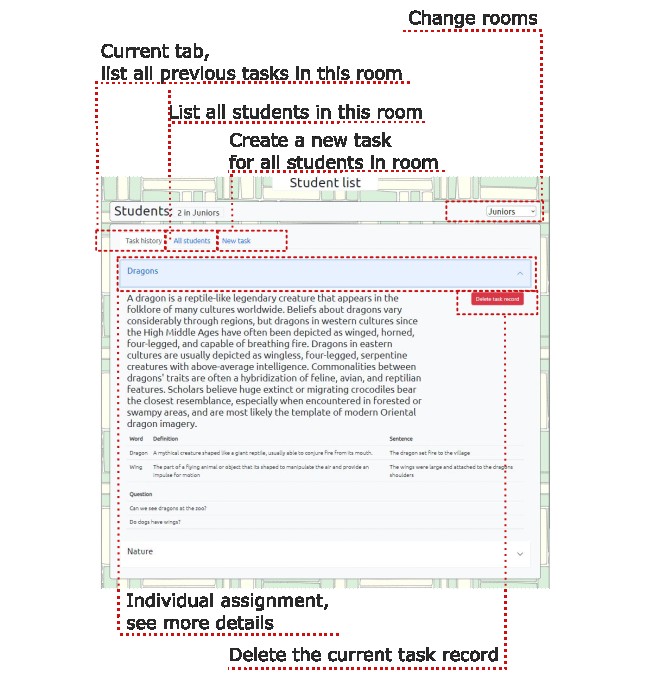 Change rooms
Current tab,
list all previous tasks in this room
List all students in this room
Create a new task
for all students in room
Student list
Students 2 in Juniors
Juniors
Task history All students New task
Dragons
Delete task record
A dragon is a reptile-like legendary creature that appears in the
folklore of many cultures worldwide. Beliefs about dragons vary
considerably through regions, but dragons in western cultures since
the High Middle Ages have often been depicted as winged, horned,
four-legged, and capable of breathing fire. Dragons in eastern
cultures are usually depicted as wingless, four-legged, serpentine
creatures with above-average intelligence. Commonalities between
dragons' traits are often a hybridization of feline, avian, and reptilian
features. Scholars believe huge extinct or migrating crocodiles bear
the closest resemblance, especially when encountered in forested or
swampy areas, and are most likely the template of modern Oriental
dragon imagery.
Word Definition Sentence
Dragon A mythical creature shaped like a giant reptile, usually able to conjure fire from its mouth. The dragon set fire to the village
Wing The part of a flying animal or object that its shaped to manipulate the air and provide an The wings were large and attached to the dragons
impulse for motion shoulders
Question
Can we see dragons at the zoo?
Do dogs have wings?
Nature
Individual assignment,
see more details
Delete the current task record